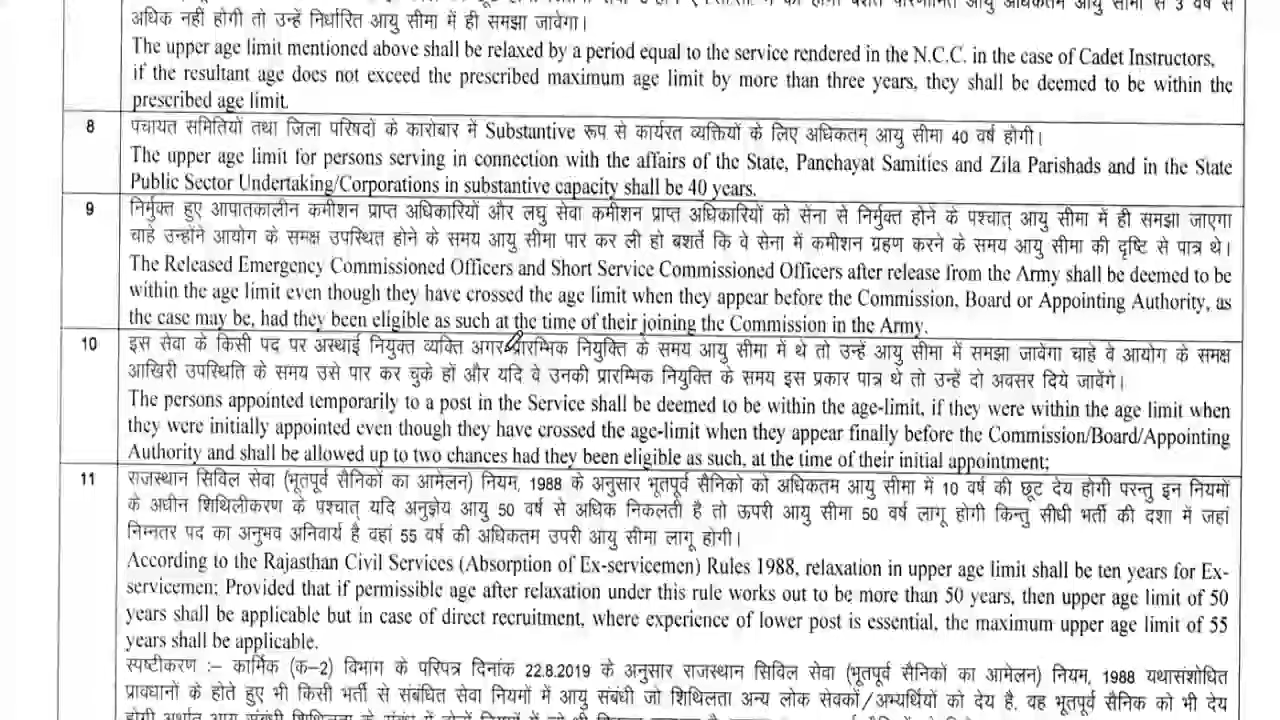 अधिक नहीं होगी तो उन्हें निर्धारित आयु सीमा में ही समझा जावेगा।
The upper age limit mentioned above shall be relaxed by a period equal to the service rendered in the N.C.C. in the case of Cadet Instructors,
if the resultant age does not exceed the prescribed maximum age limit by more than three years, they shall be deemed to be within the
prescribed age limit.
8 पंचायत समितियों तथा जिला परिषदों के कारोबार में Substantive रूप से कार्यरत व्यक्तियों के लिए अधिकतम् आयु सीमा 40 वर्ष होगी।
The upper age limit for persons serving in connection with the affairs of the State, Panchayat Samities and Zila Parishads and in the State
Public Sector Undertaking/Corporations in substantive capacity shall be 40 years.
9 निर्मुक्त हुए आपातकालीन कमीशन प्राप्त अधिकारियों और लघु सेवा कमीशन प्राप्त अधिकारियों को सेना से निर्मुक्त होने के पश्चात् आयु सीमा में ही समझा जाएगा
चाहे उन्होंने आयोग के समक्ष उपस्थित होने के समय आयु सीमा पार कर ली हो बशर्ते कि वे सेना में कमीशन ग्रहण करने के समय आयु सीमा की दृष्टि से पात्र थे।
The Released Emergency Commissioned Officers and Short Service Commissioned Officers after release from the Army shall be deemed to be
within the age limit even though they have crossed the age limit when they appear before the Commission, Board or Appointing Authority, as
the case may be, had they been eligible as such at the time of their joining the Commission in the Army.
10 इस सेवा के किसी पद पर अस्थाई नियुक्त व्यक्ति अगर प्रारम्भिक नियुक्ति के समय आयु सीमा में थे तो उन्हें आयु सीमा में समझा जावेगा चाहे वे आयोग के समक्ष
आखिरी उपस्थिति के समय उसे पार कर चुके हों और यदि वे उनकी प्रारम्भिक नियुक्ति के समय इस प्रकार पात्र थे तो उन्हें दो अवसर दिये जावेंगे।
The persons appointed temporarily to a post in the Service shall be deemed to be within the age-limit, if they were within the age limit when
they were initially appointed even though they have crossed the age-limit when they appear finally before the Commission/Board/Appointing
Authority and shall be allowed up to two chances had they been eligible as such, at the time of their initial appointment;
11 राजस्थान सिविल सेवा (भूतपूर्व सैनिकों का आमेलन) नियम, 1988 के अनुसार भूतपूर्व सैनिको को अधिकतम आयु सीमा में 10 वर्ष की छूट देय होगी परन्तु इन नियमों
के अधीन शिथिलीकरण के पश्चात् यदि अनुज्ञेय आयु 50 वर्ष से अधिक निकलती है तो ऊपरी आयु सीमा 50 वर्ष लागू होगी किन्तु सीधी भर्ती की दशा में जहां
निम्नतर पद का अनुभव अनिवार्य है वहां 55 वर्ष की अधिकतम उपरी आयु सीमा लागू होगी।
According to the Rajasthan Civil Services (Absorption of Ex-servicemen) Rules 1988, relaxation in upper age limit shall be ten years for Ex-
servicemen; Provided that if permissible age after relaxation under this rule works out to be more than 50 years, then upper age limit of 50
years shall be applicable but in case of direct recruitment, where experience of lower post is essential, the maximum upper age limit of 55
years shall be applicable.
स्पष्टीकरण :– कार्मिक (क–2) विभाग के परिपत्र दिनांक 22.8.2019 के अनुसार राजस्थान सिविल सेवा (भूतपूर्व सैनिकों का आमेलन) नियम, 1988 यथासंशोधित
प्रावधानों के होते हुए भी किसी भर्ती से संबंधित सेवा नियमों में आयु संबंधी जो शिथिलता अन्य लोक सेवकों/अभ्यर्थियों को देय है, वह भूतपूर्व सैनिक को भी देय